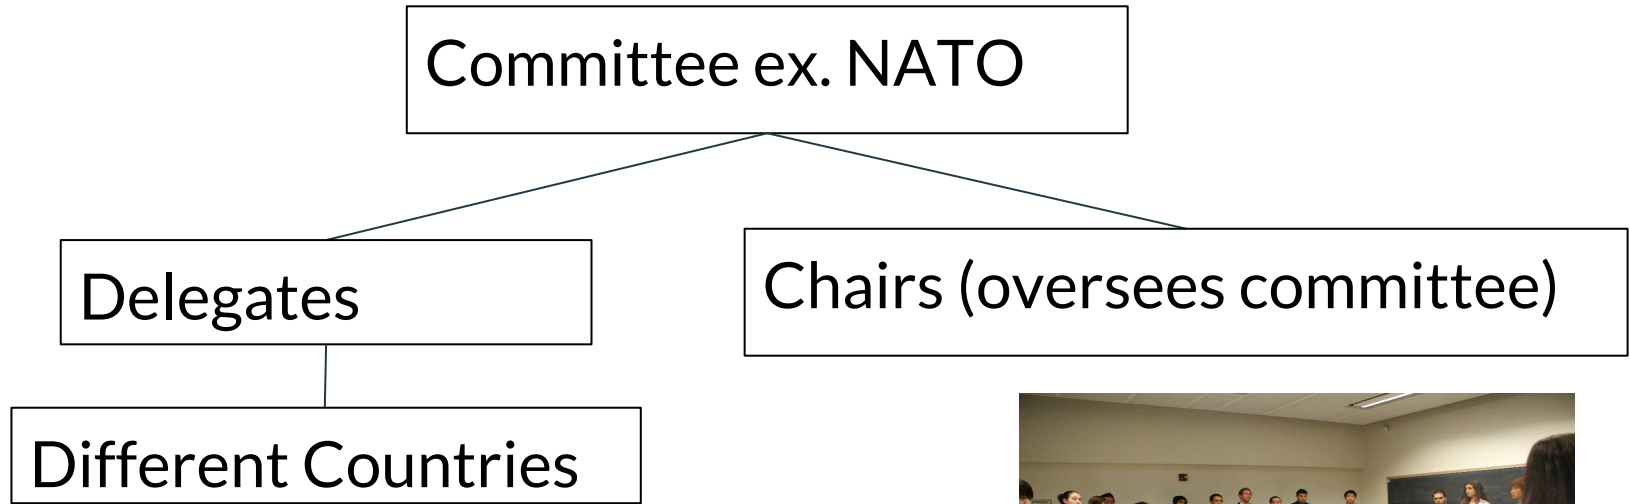 Committee ex. NATO
Delegates
Chairs (oversees committee)
Different Countries